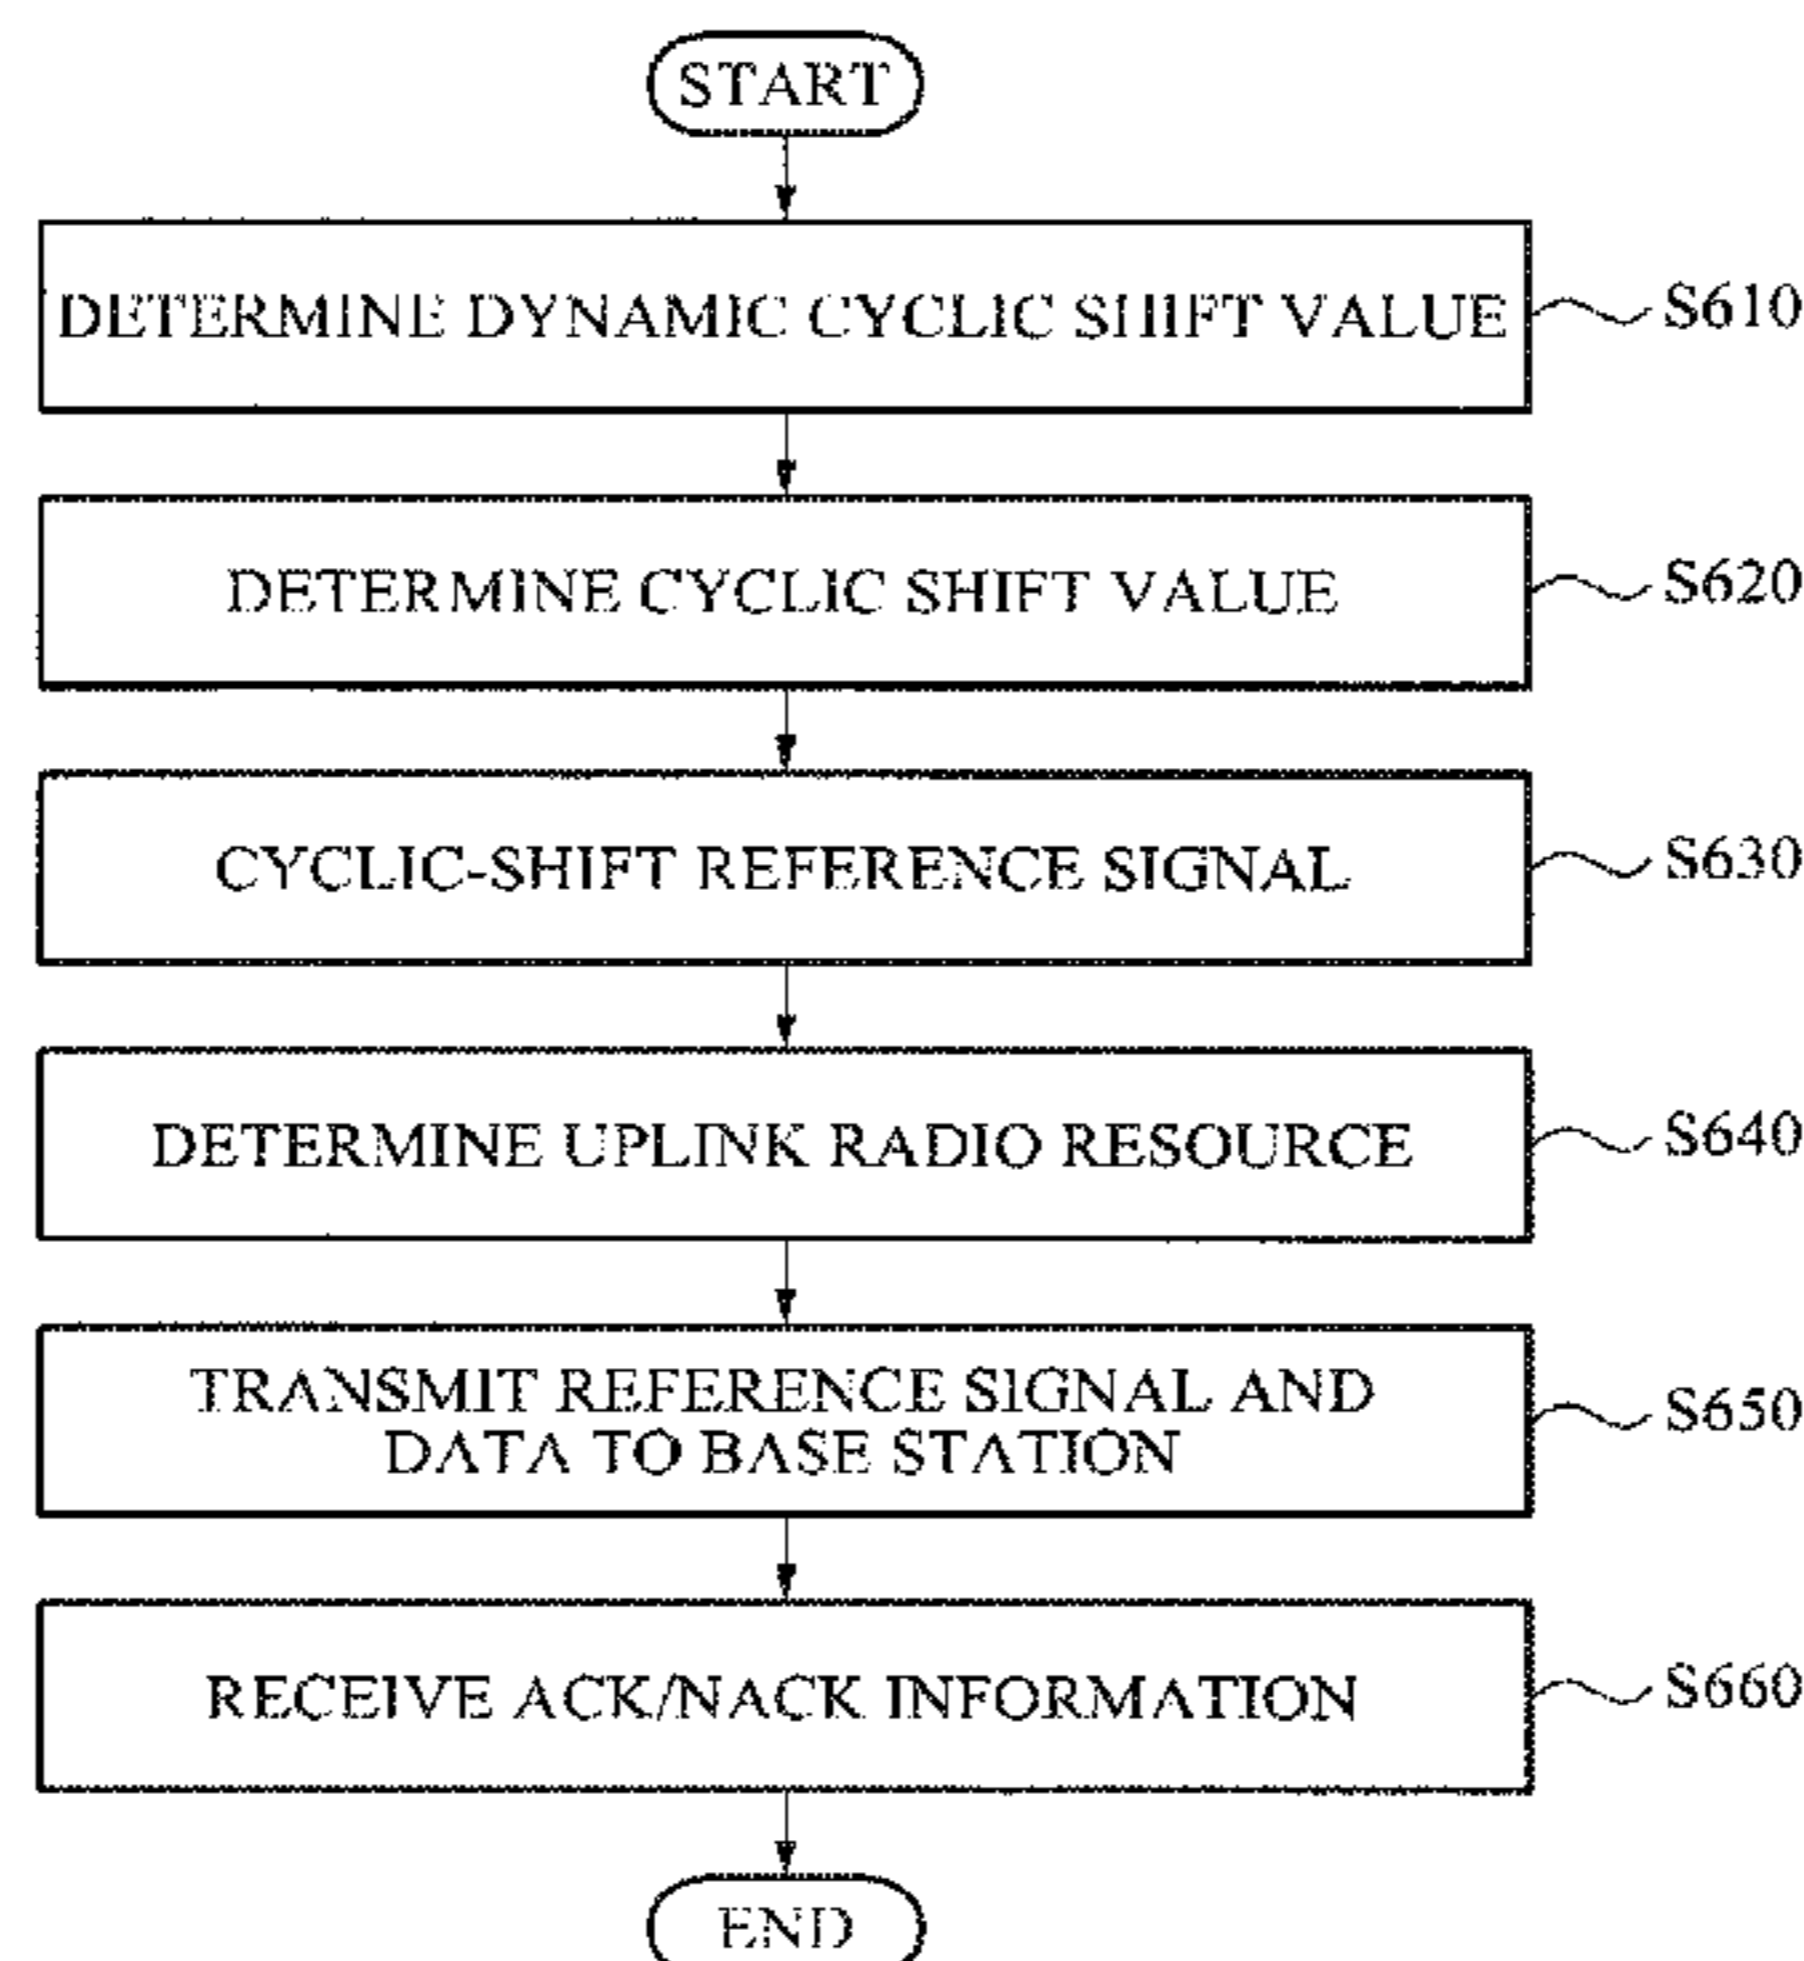 START
DETERMINE DYNAMIC CYCLIC SHIFT VALUE
S610
DETERMINE CYCLIC SHIFT VALUE
S620
CYCLIC-SHIFT REFERENCE SIGNAL
S630
DETERMINE UPLINK RADIO RESOURCE
S640
TRANSMIT REFERENCE SIGNAL AND
DATA TO BASE STATION
S650
RECEIVE ACK/NACK INFORMATION
S660
END